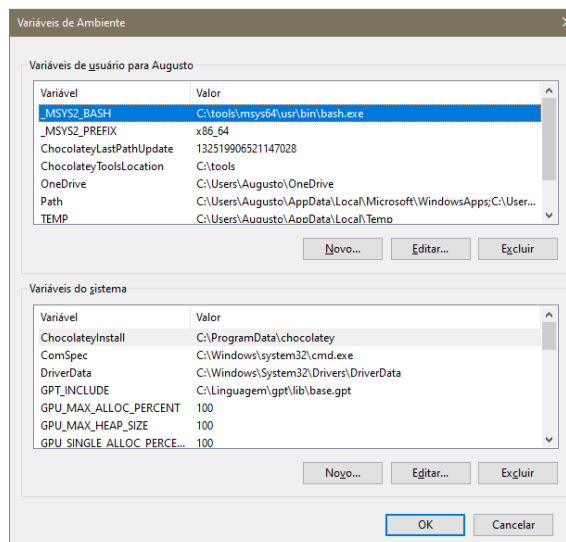 Variáveis de Ambiente
Variáveis de usuário para Augusto
Variável Valor
_MSYS2_BASH C:\tools\msys64\usr\bin\bash.exe
_MSYS2_PREFIX x86_64
ChocolateyLastPathUpdate 132519906521147028
ChocolateyToolsLocation C:\tools
OneDrive C:\Users\Augusto\OneDrive
Path C:\Users\Augusto\AppData\Local\Microsoft\WindowsApps;C:\User...
TEMP C:\Users\Augusto\AppData\Local\Temp
Novo... Editar... Excluir
Variáveis do sistema
Variável Valor
ChocolateyInstall C:\ProgramData\chocolatey
ComSpec C:\Windows\system32\cmd.exe
DriverData C:\Windows\System32\Drivers\DriverData
GPT_INCLUDE C:\Linguagem\gpt\lib\base.gpt
GPU_MAX_ALLOC_PERCENT 100
GPU_MAX_HEAP_SIZE 100
GPU_SINGLE_ALLOC_PERCE... 100
Novo... Editar... Excluir
OK Cancelar